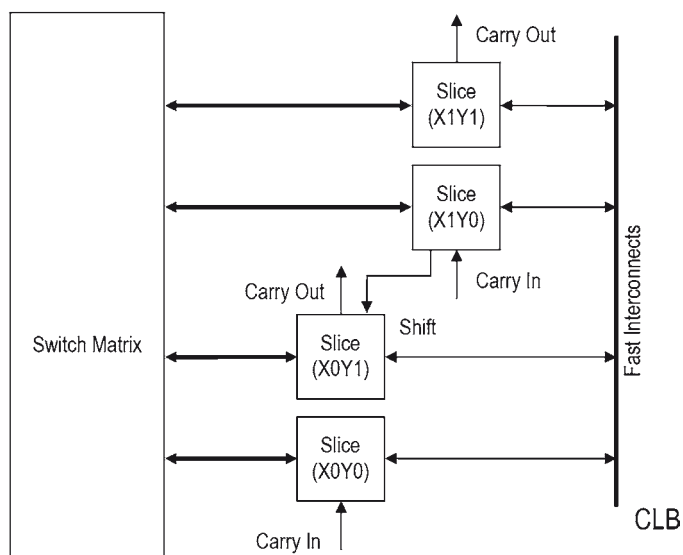 Carry Out
Slice
(X1Y1)
Slice
(X1Y0)
Carry In
Carry Out
Shift
Switch Matrix
Slice
(X0Y1)
Fast Interconnects
Slice
(X0Y0)
CLB
Carry In